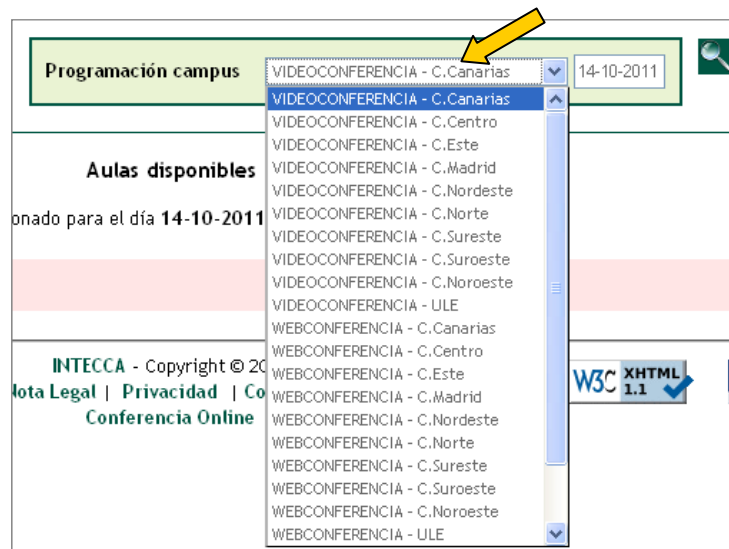 Programación campus
VIDEOCONFERENCIA - C.Canarias
14-10-2011
VIDEOCONFERENCIA - C.Canarias
VIDEOCONFERENCIA - C.Centro
VIDEOCONFERENCIA - C.Este
VIDEOCONFERENCIA - C.Madrid
VIDEOCONFERENCIA - C.Nordeste
VIDEOCONFERENCIA - C.Norte
VIDEOCONFERENCIA - C.Sureste
VIDEOCONFERENCIA - C.Suroeste
VIDEOCONFERENCIA - C.Noroeste
VIDEOCONFERENCIA - ULE
WEBCONFERENCIA - C.Canarias
WEBCONFERENCIA - C.Centro
WEBCONFERENCIA - C.Este
WEBCONFERENCIA - C.Madrid
WEBCONFERENCIA - C.Nordeste
WEBCONFERENCIA - C.Norte
WEBCONFERENCIA - C.Sureste
WEBCONFERENCIA - C.Suroeste
WEBCONFERENCIA - C.Noroeste
WEBCONFERENCIA - ULE
Aulas disponibles
onado para el día 14-10-2011
INTECCA - Copyright © 20
Nota Legal | Privacidad | Co
Conferencia Online
W3C XHTML
1.1